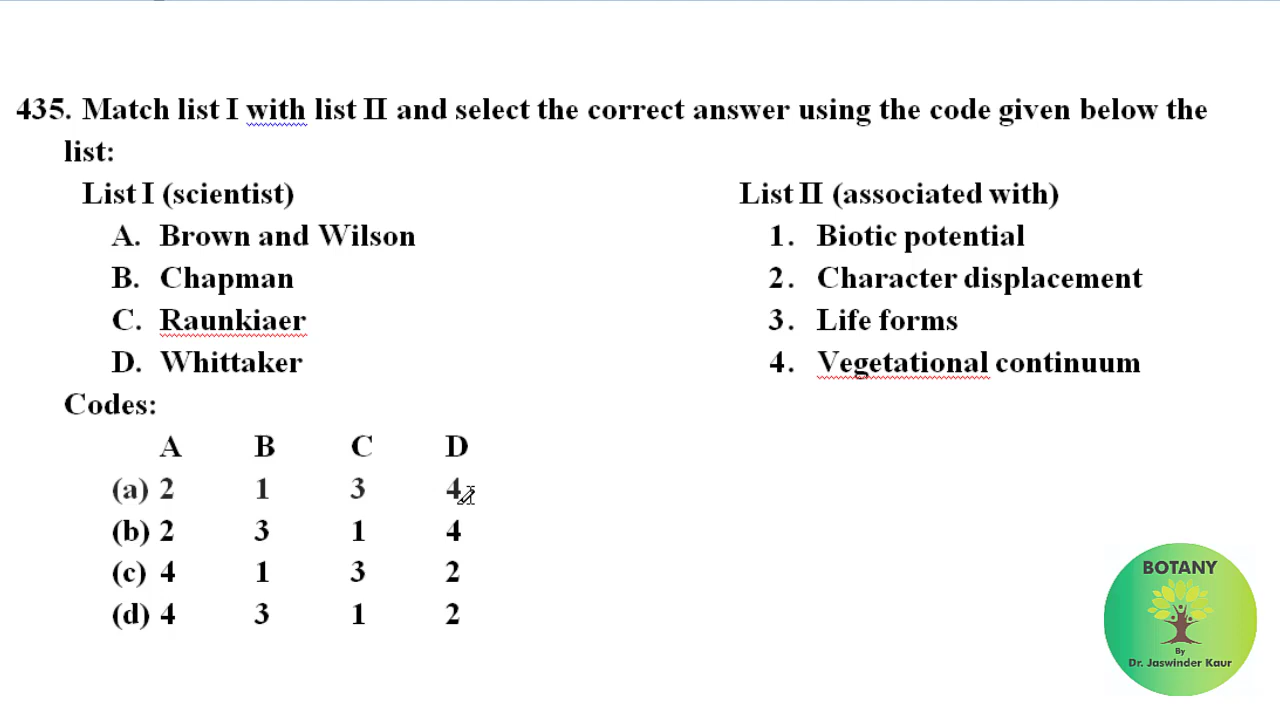 435. Match list I with list II and select the correct answer using the code given below the
list:
List I (scientist) List II (associated with)
A. Brown and Wilson 1. Biotic potential
B. Chapman 2. Character displacement
C. Raunkiaer 3. Life forms
D. Whittaker 4. Vegetational continuum
Codes:
A B C D
(a) 2 1 3 4
(b) 2 3 1 4
(c) 4 1 3 2
(d) 4 3 1 2
BOTANY
By
Dr. Jaswinder Kaur